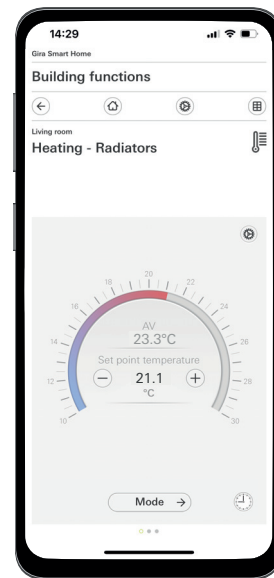 14:29
Gira Smart Home
Building functions
Living room
Heating - Radiators
10
12
14
16
18
20
22
24
26
28
30
AV
23.3°C
Set point temperature
21.1
°C
Mode